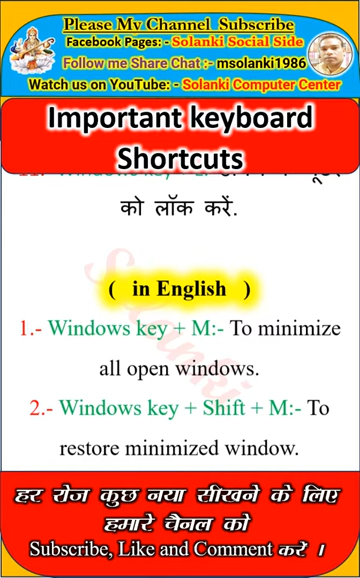 Please My Channel Subscribe
Facebook Pages: - Solanki Social Side
Follow me Share Chat :- msolanki1986
Watch us on YouTube: - Solanki Computer Center
Important keyboard
Shortcuts
को लॉक करें.
( in English )
1.- Windows key + M:- To minimize
all open windows.
2.- Windows key + Shift + M:- To
restore minimized window.
Solanki
हर रोज कुछ नया सीखने के लिए
हमारे चैनल को
Subscribe, Like and Comment करें ।